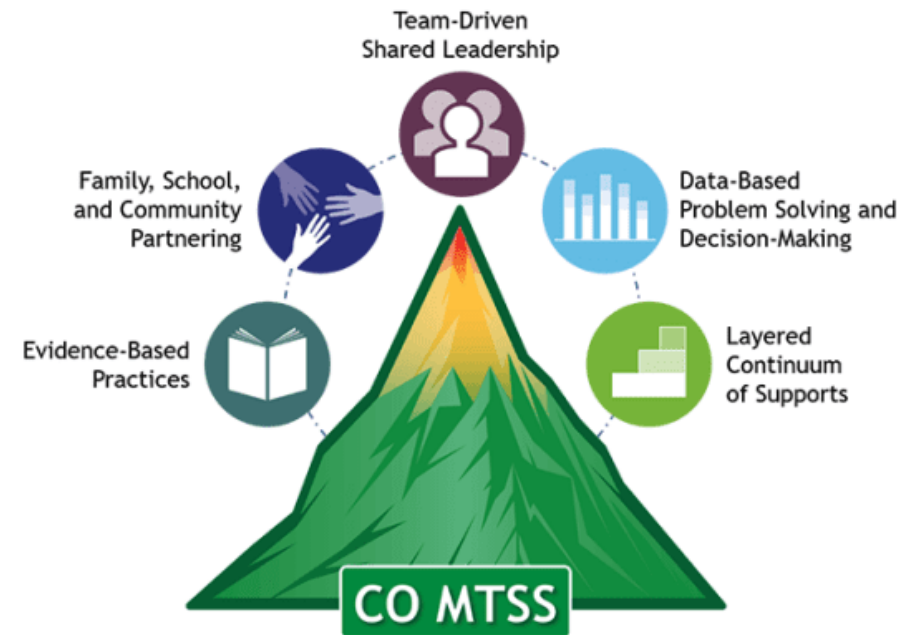 Team-Driven
Shared Leadership
Family, School,
and Community
Partnering
Data-Based
Problem Solving and
Decision-Making
Evidence-Based
Practices
Layered
Continuum
of Supports
CO MTSS